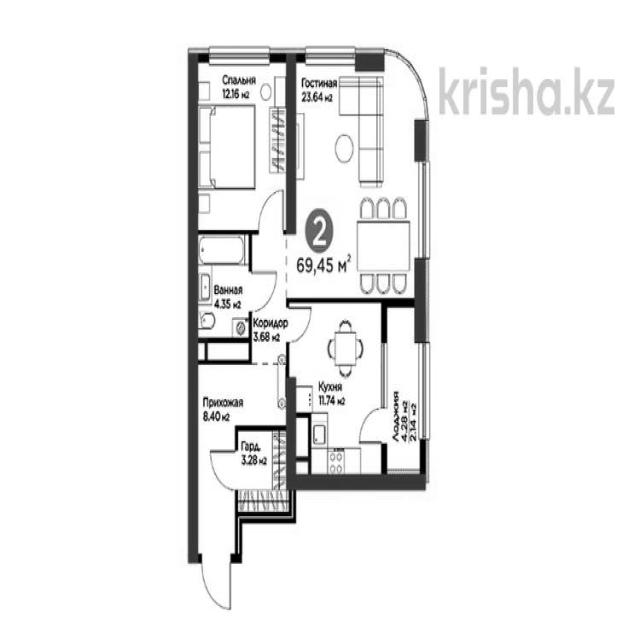 Спальня
12.16 м2
Гостиная
23.64 м2
krisha.kz
2
69,45 м2
Ванная
4.35 м2
Коридор
3.68 м2
Кухня
11.74 м2
Лоджия
4.28 м2
2.14 м2
Прихожая
8.40 м2
Гард.
3.28 м2